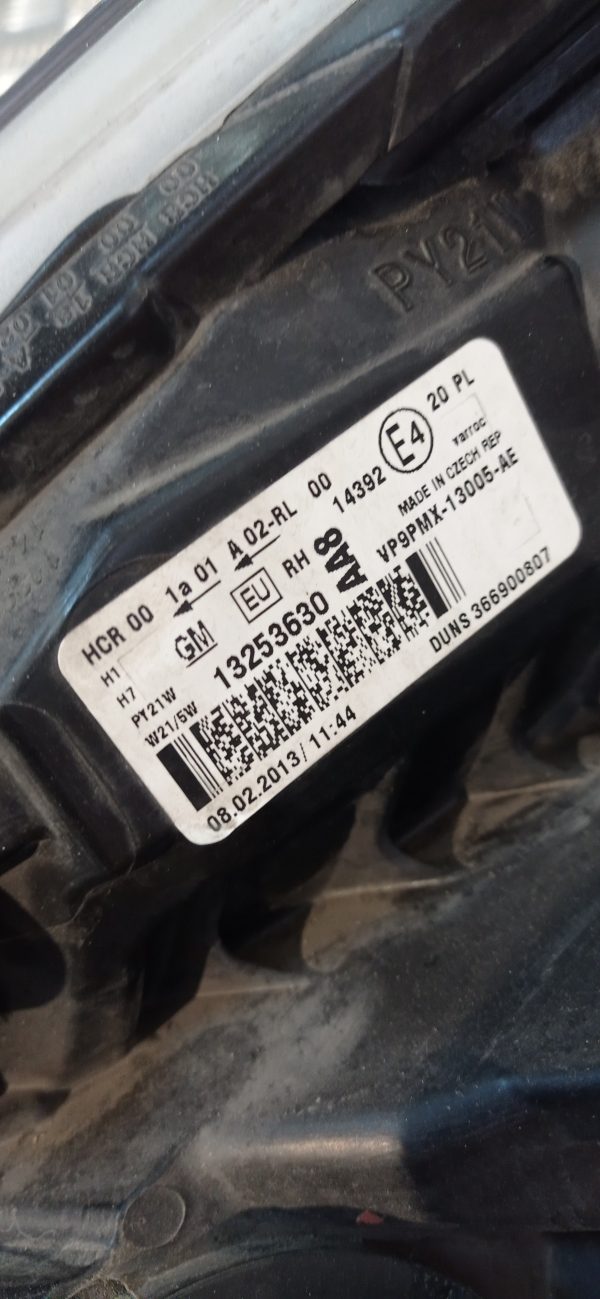 PY21W
HCR 00 1a 01 A 02-RL 00
14392 E4 20 PL
H1
H7
PY21W
W21/5W
GM EU RH AA8
varroc
MADE IN CZECH REP
13253630
VP9PMX-13005-AE
08.02.2013/11:44
DUNS 366900807